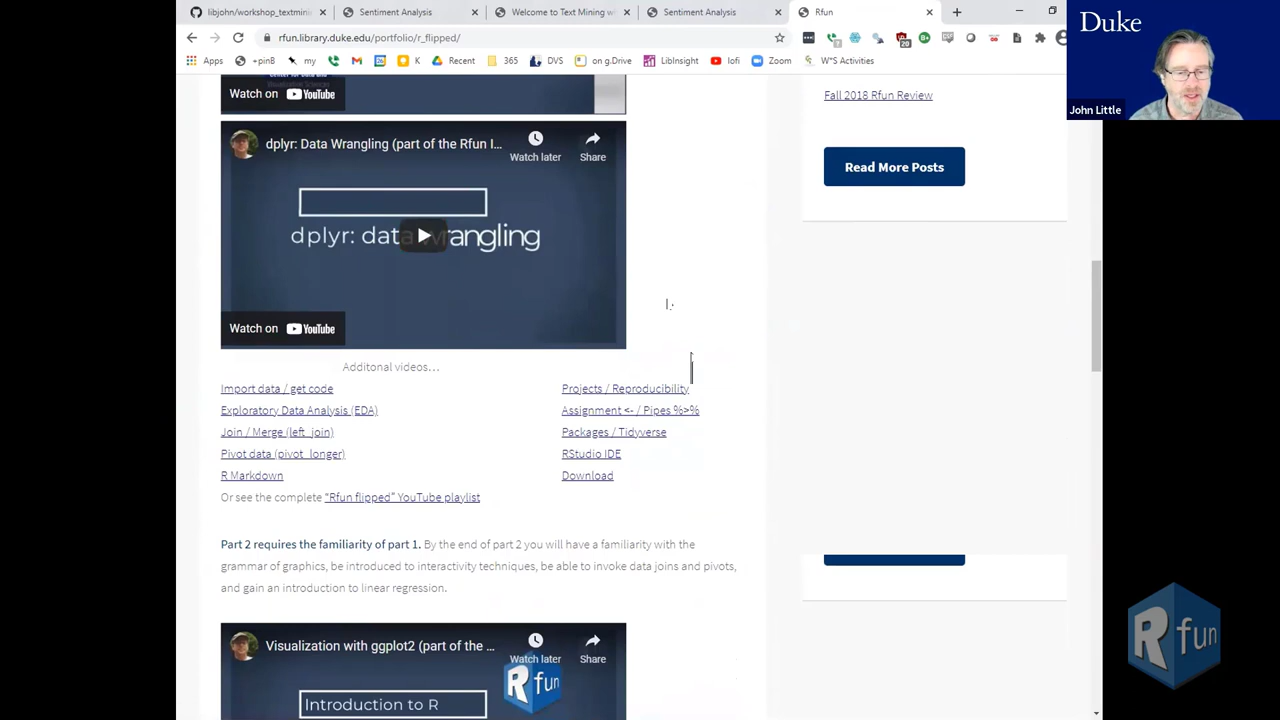 libjohn/workshop_textmini
Sentiment Analysis
Welcome to Text Mining wi
Sentiment Analysis
Rfun
rfun.library.duke.edu/portfolio/r_flipped/
20
Apps
+pinB
my
K
Recent
365
DVS
on g.Drive
LibInsight
lofi
Zoom
W*S Activities
Duke
John Little
Watch on YouTube
Fall 2018 Rfun Review
Read More Posts
dplyr: Data Wrangling (part of the Rfun I...
Watch later
Share
dplyr: data wrangling
Watch on YouTube
Additonal videos...
Import data / get code
Projects / Reproducibility
Exploratory Data Analysis (EDA)
Assignment <- / Pipes %>%
Join / Merge (left_join)
Packages / Tidyverse
Pivot data (pivot_longer)
RStudio IDE
R Markdown
Download
Or see the complete "Rfun flipped" YouTube playlist
Part 2 requires the familiarity of part 1. By the end of part 2 you will have a familiarity with the
grammar of graphics, be introduced to interactivity techniques, be able to invoke data joins and pivots,
and gain an introduction to linear regression.
Visualization with ggplot2 (part of the ...
Watch later
Share
Rfun
Introduction to R
Rfun